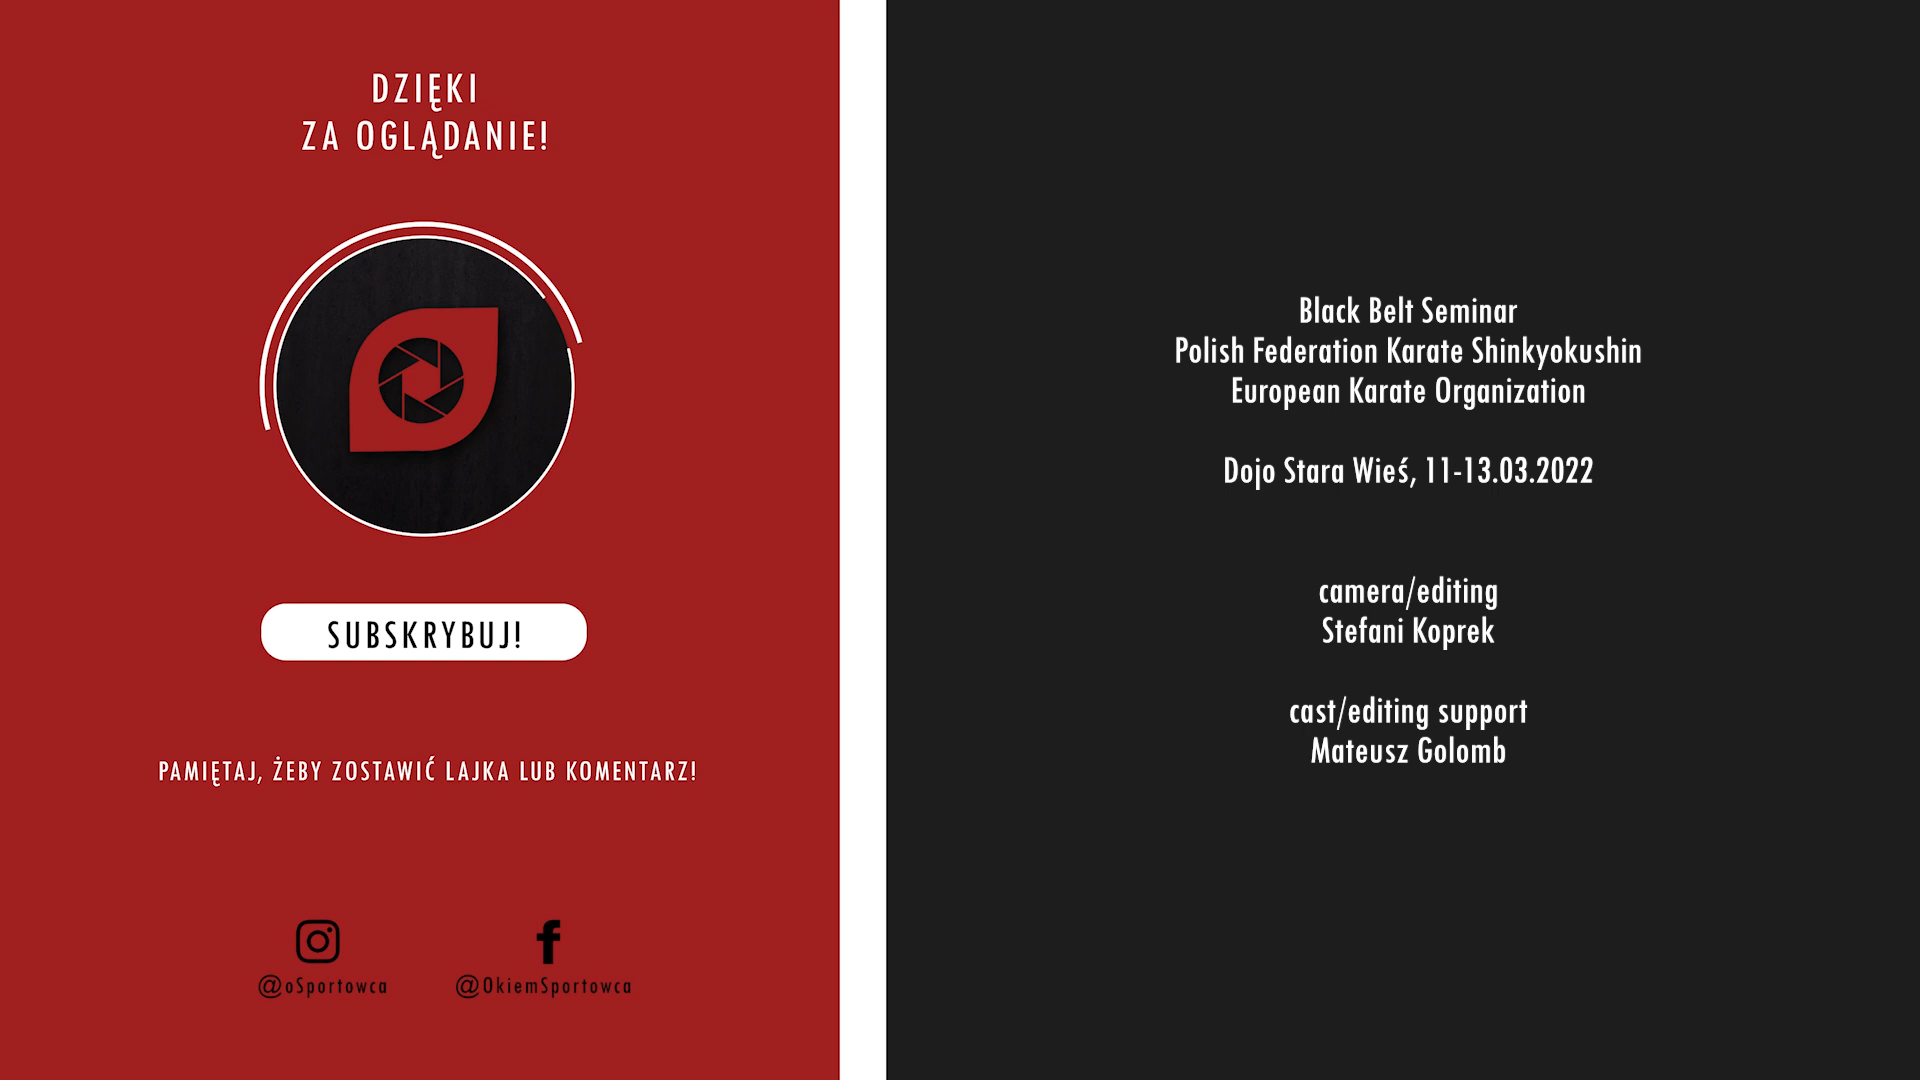 DZIĘKI
ZA OGLĄDANIE!
SUBSKRYBUJ!
PAMIĘTAJ, ŻEBY ZOSTAWIĆ LAJKA LUB KOMENTARZ!
@oSportowca
@OkiemSportowca
Black Belt Seminar
Polish Federation Karate Shinkyokushin
European Karate Organization
Dojo Stara Wieś, 11-13.03.2022
camera/editing
Stefani Koprek
cast/editing support
Mateusz Golomb